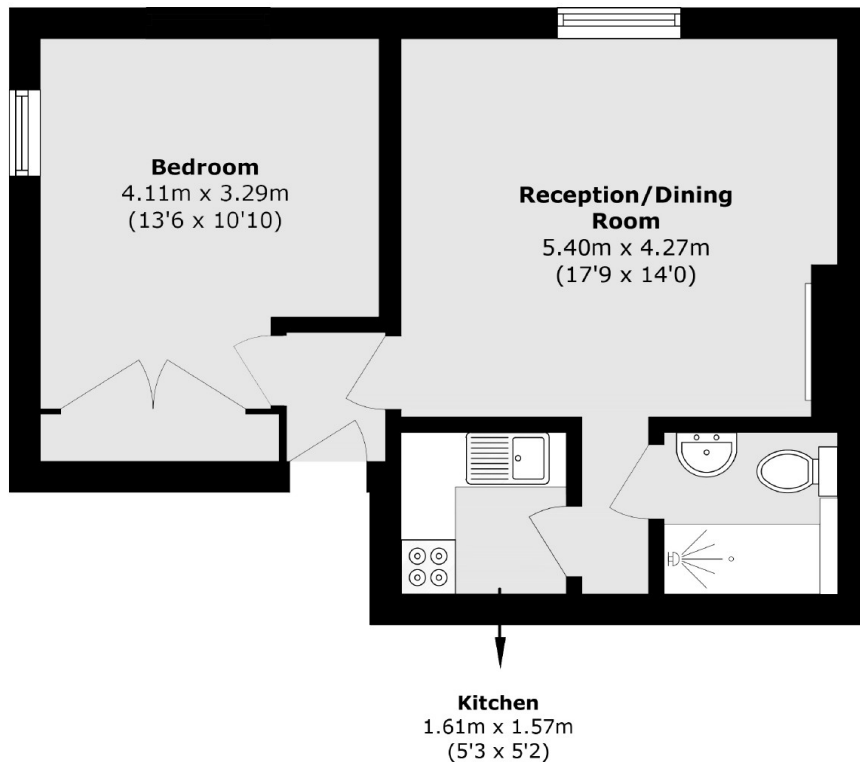 Bedroom
4.11m x 3.29m
(13'6 x 10'10)
Reception/Dining
Room
5.40m x 4.27m
(17'9 x 14'0)
Kitchen
1.61m x 1.57m
(5'3 x 5'2)